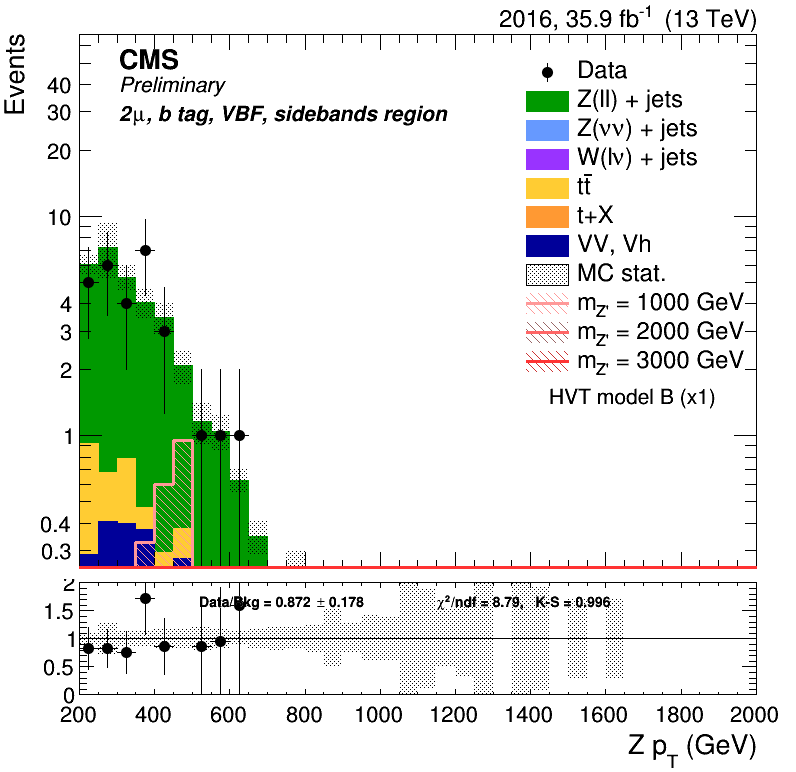 2016, 35.9 fb⁻¹ (13 TeV)
CMS
Preliminary
2μ, b tag, VBF, sidebands region
Events
40
30
20
10
4
3
2
1
0.4
0.3
Data
Z(ll) + jets
Z(νν) + jets
W(lν) + jets
tt̄
t+X
VV, Vh
MC stat.
m_Z' = 1000 GeV
m_Z' = 2000 GeV
m_Z' = 3000 GeV
HVT model B (x1)
2
1.5
1
0.5
0
Data/Bkg = 0.872 ± 0.178
χ²/ndf = 8.79, K-S = 0.996
200 400 600 800 1000 1200 1400 1600 1800 2000
Z p_T (GeV)